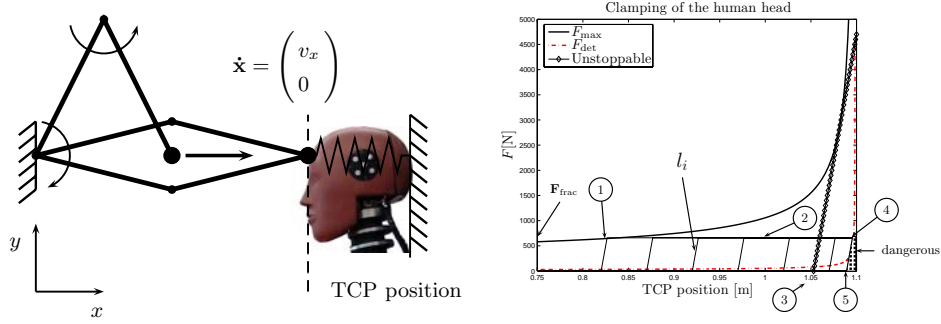 ẋ = ( v_x
0 )
TCP position
y
x
Clamping of the human head
F_max
F_det
Unstoppable
F[N]
5000
4500
4000
3500
3000
2500
2000
1500
1000
500
0
F_frac
1
l_i
2
4
dangerous
0.75
0.8
0.85
0.9
0.95
1
1.05
1.1
TCP position [m]
3
5